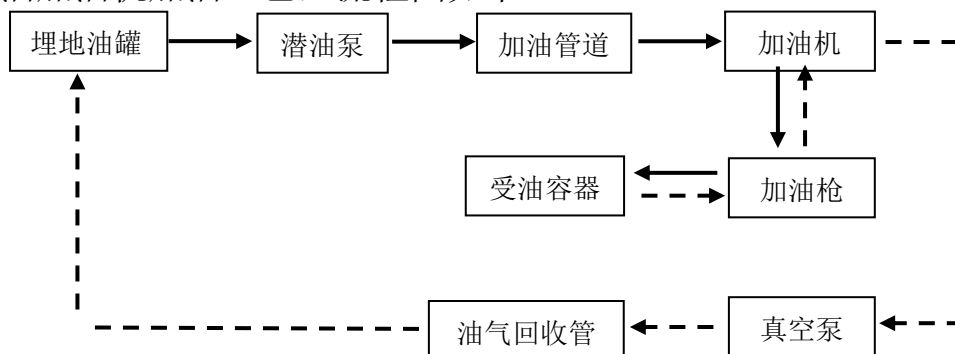 埋地油罐
潜油泵
加油管道
加油机
受油容器
加油枪
油气回收管
真空泵